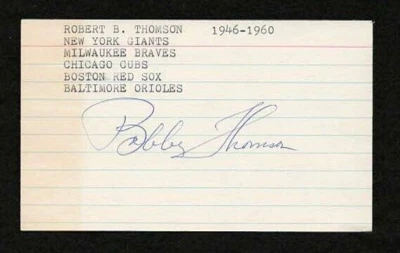 ROBERT B. THOMSON 1946-1960
NEW YORK GIANTS
MILWAUKEE BRAVES
CHICAGO CUBS
BOSTON RED SOX
BALTIMORE ORIOLES
Bobby Thomson